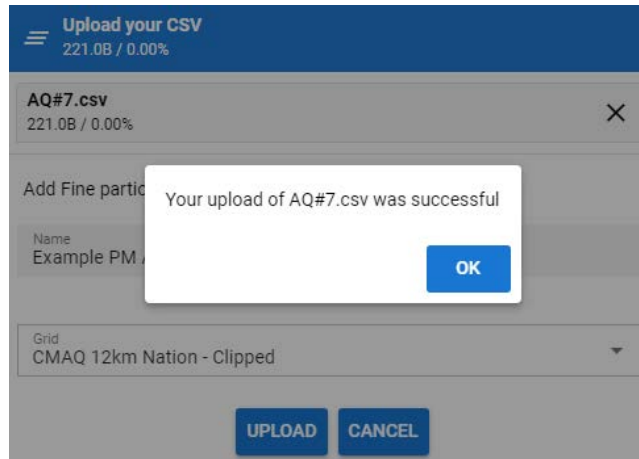 Upload your CSV
221.0B / 0.00%
AQ#7.csv
221.0B / 0.00%
Add Fine partic
Your upload of AQ#7.csv was successful
Name
Example PM
OK
Grid
CMAQ 12km Nation - Clipped
UPLOAD
CANCEL